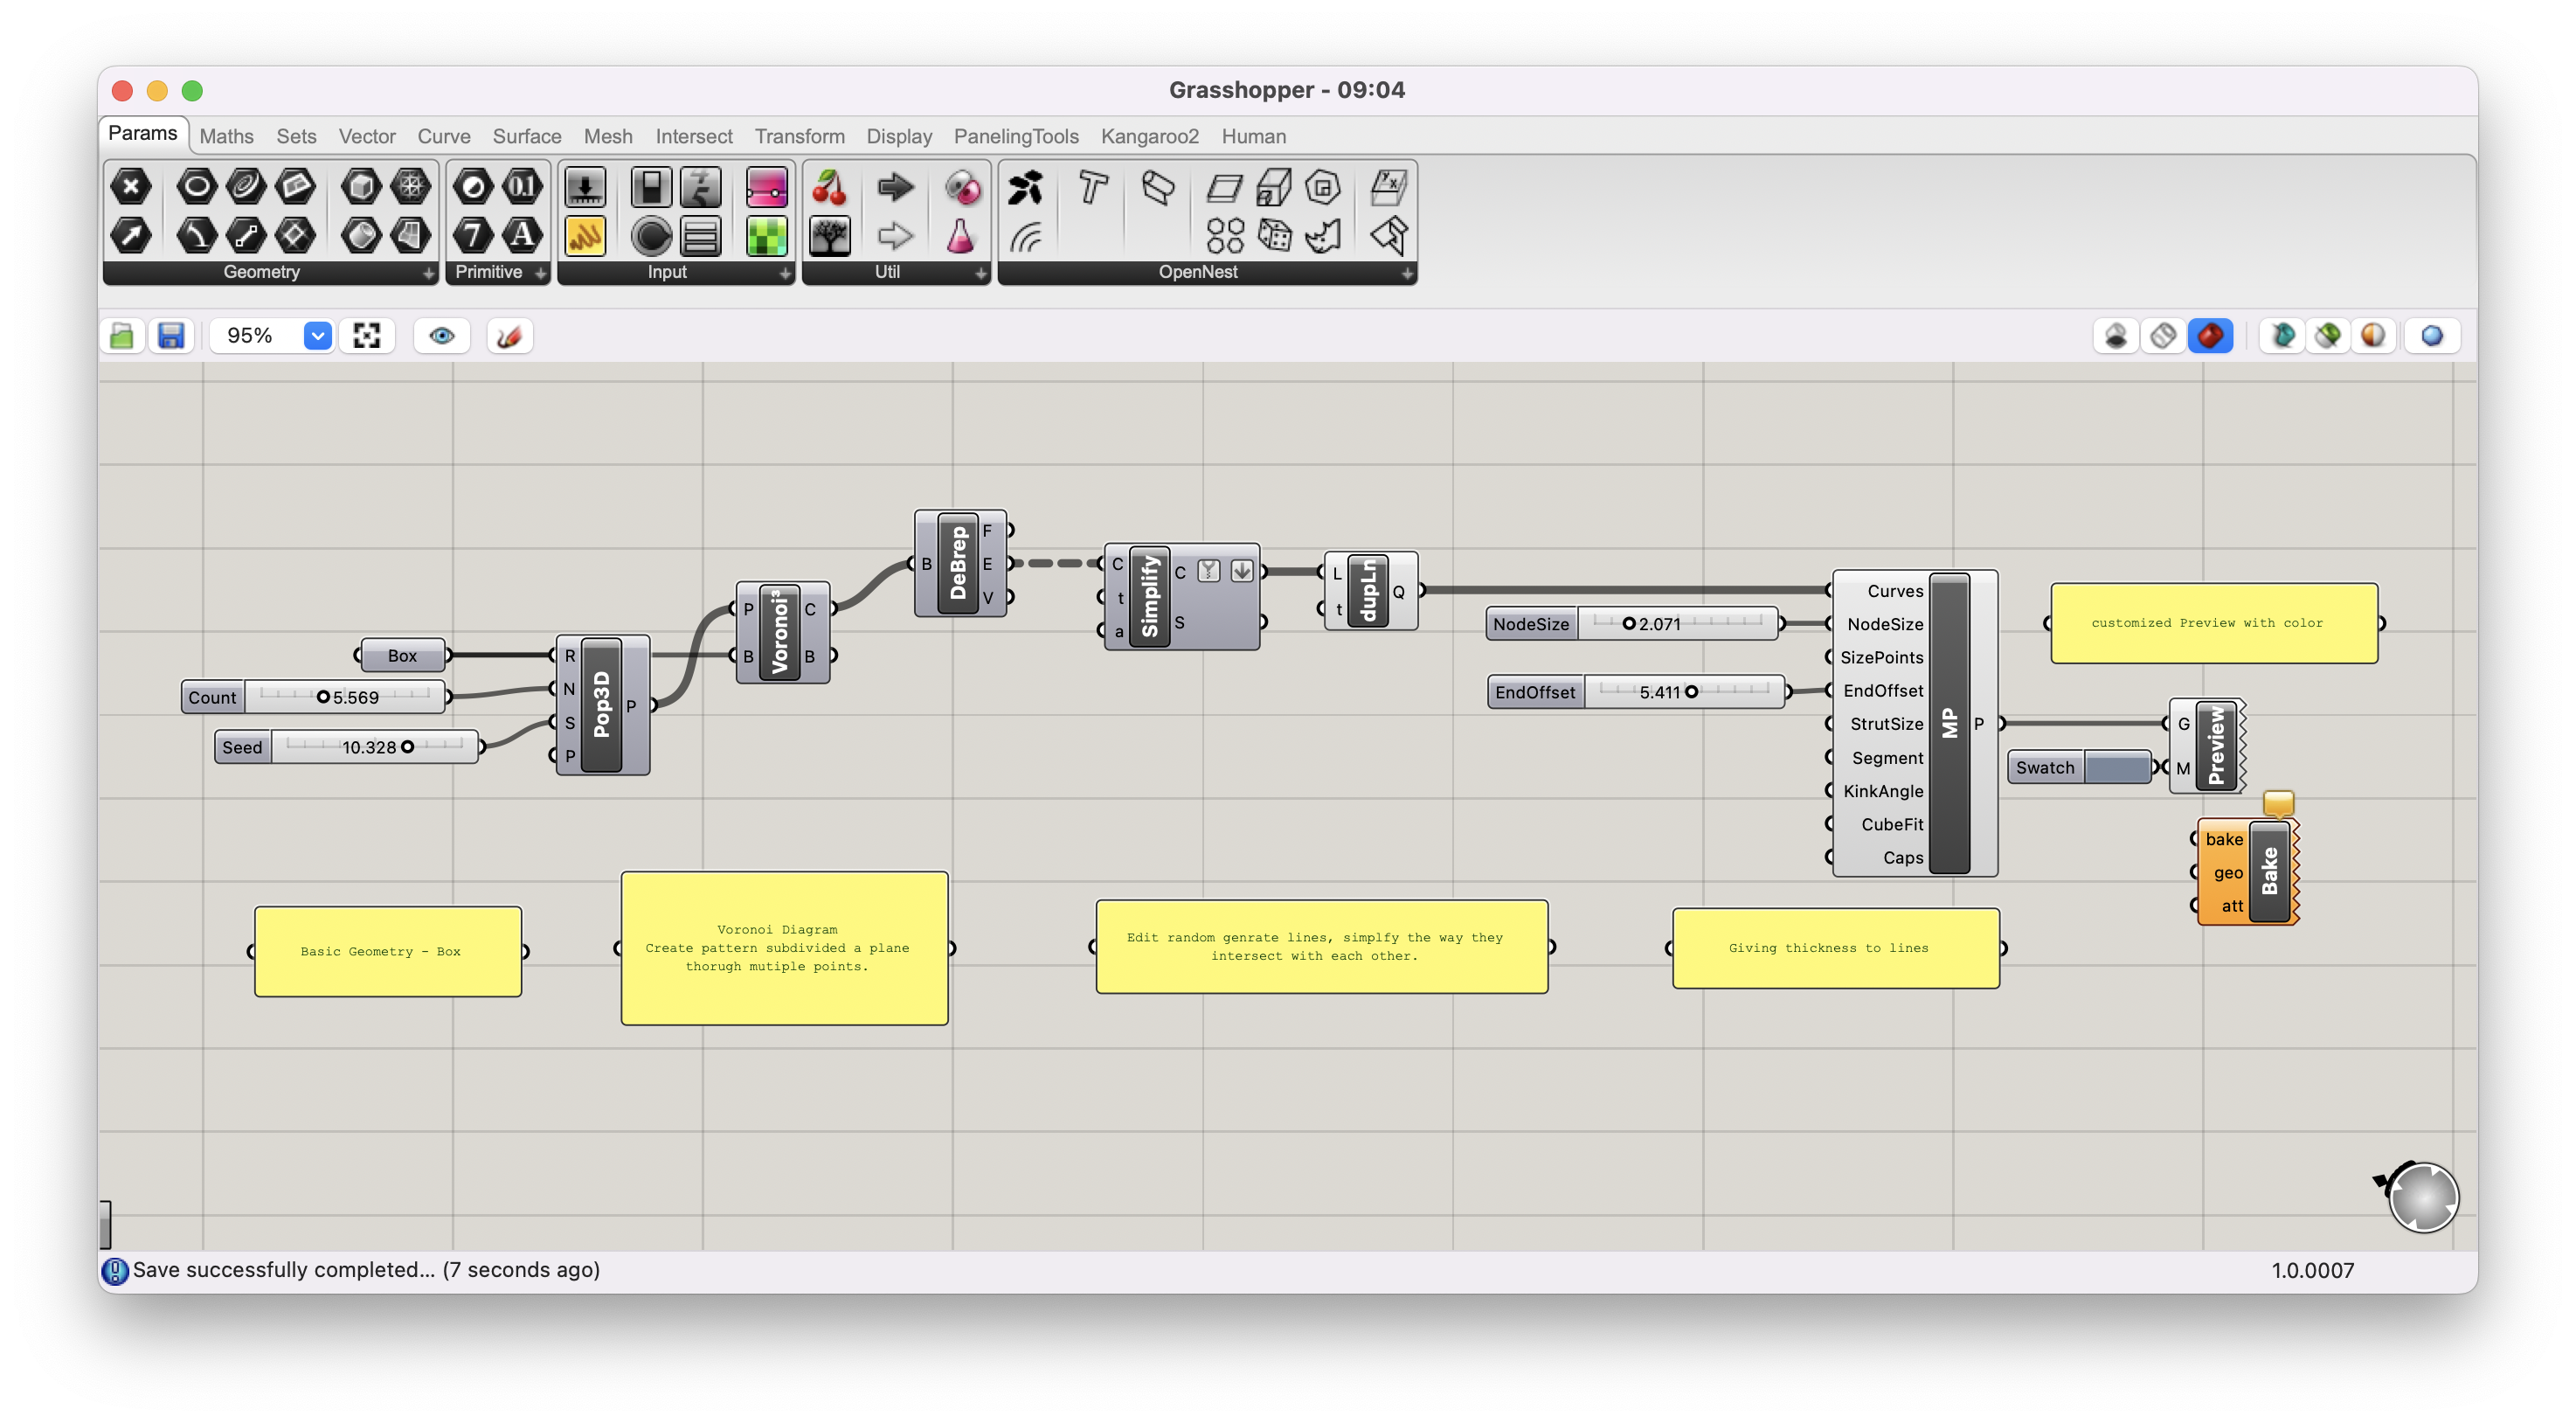 Grasshopper - 09:04
Params Maths Sets Vector Curve Surface Mesh Intersect Transform Display PanelingTools Kangaroo2 Human
0.1
7 A
Geometry Primitive Input Util OpenNest
95%
DeBrep
B F E V
Simplify
C t a C S
dupLn
L t Q
Voronoi³
P B C B
Box
Count 5.569
Seed 10.328
Pop3D
R N S P P
NodeSize 2.071
EndOffset 5.411
MP
Curves
NodeSize
SizePoints
EndOffset
StrutSize
Segment
KinkAngle
CubeFit
Caps
P
customized Preview with color
Preview
G
M
Swatch
Bake
bake
geo
att
Basic Geometry - Box
Voronoi Diagram
Create pattern subdivided a plane
thorugh mutiple points.
Edit random genrate lines, simplfy the way they
intersect with each other.
Giving thickness to lines
Save successfully completed... (7 seconds ago)
1.0.0007